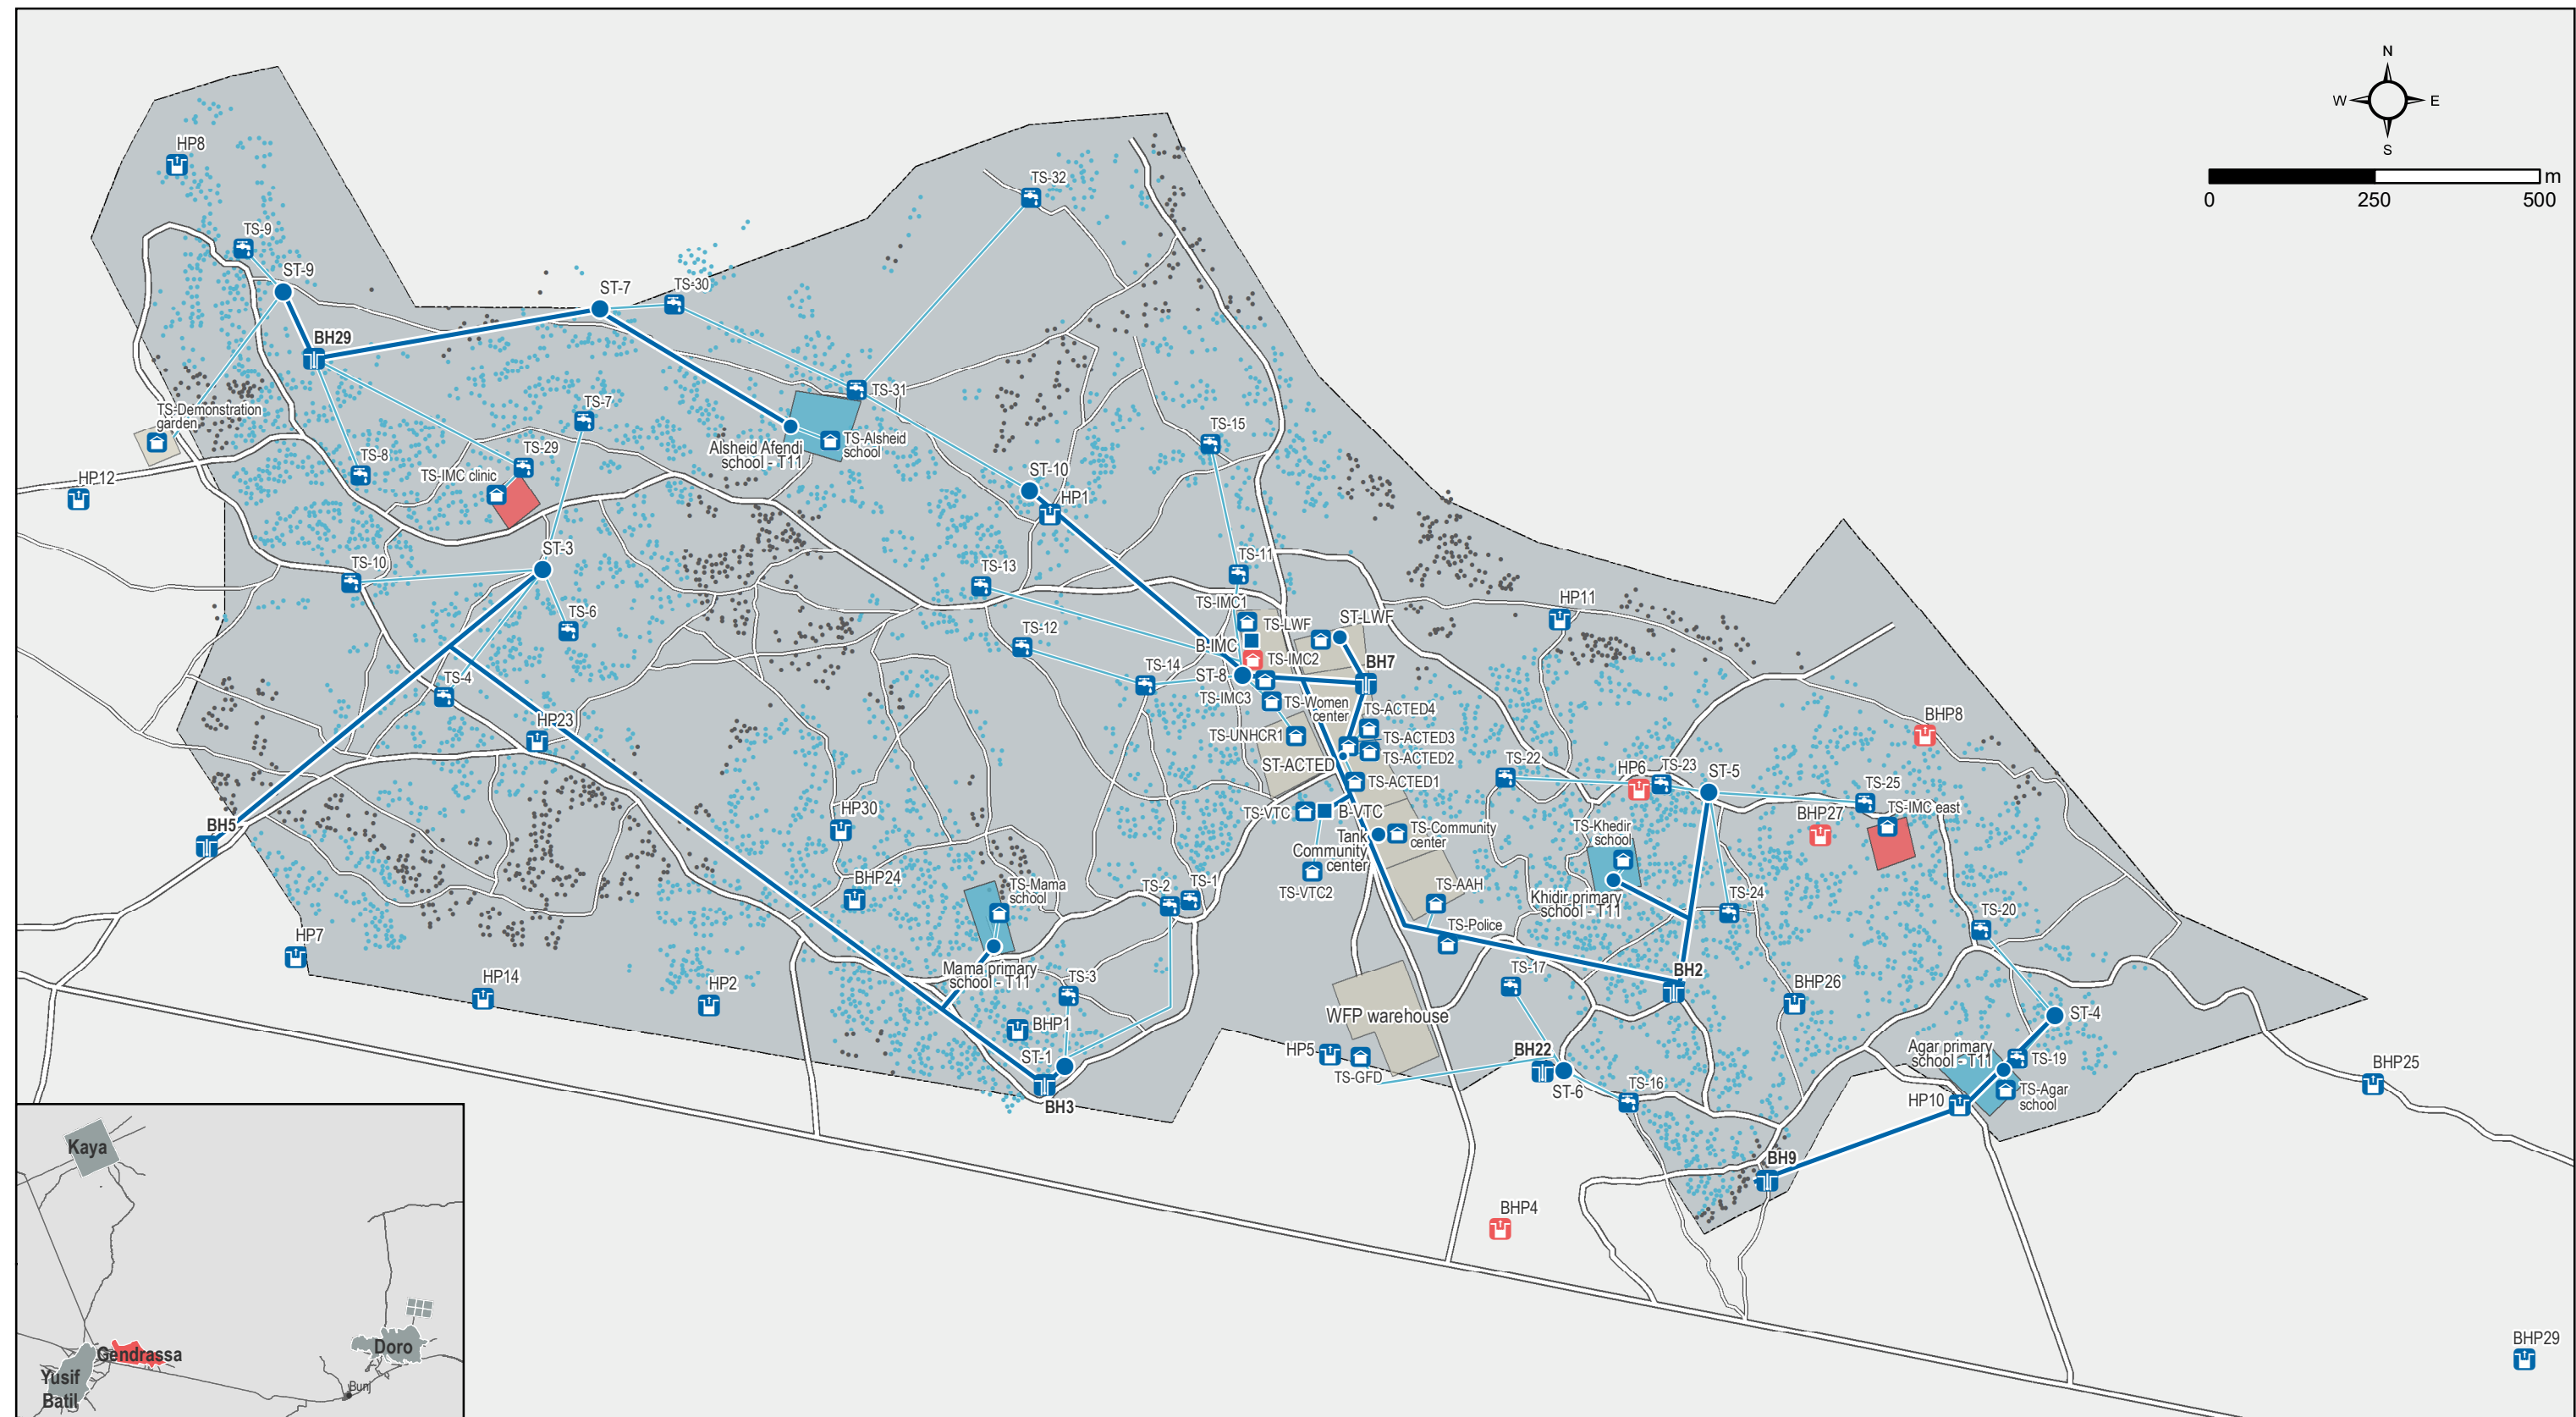 N
W
E
S
m
0
250
500
HP8
TS-32
TS-9
ST-9
ST-7
TS-30
BH29
TS-31
TS-Demonstration
garden
TS-7
TS-15
TS-Alsheid
school
Alsheid Afendi
school - T11
TS-8
TS-29
TS-IMC clinic
HP12
ST-10
HP1
ST-3
TS-10
TS-13
TS-11
TS-6
TS-IMC1
HP11
TS-LWF
ST-LWF
TS-12
B-IMC
TS-IMC2
BH7
TS-14
ST-8
TS-4
TS-IMC3
TS-Women
center
TS-ACTED4
HP23
TS-UNHCR1
TS-ACTED3
BHP8
TS-ACTED2
ST-ACTED
TS-22
HP6
TS-23
ST-5
TS-ACTED1
TS-25
HP30
TS-VTC
B-VTC
BHP27
TS-IMC east
BH5
Tank
Community
center
TS-Community
center
TS-Khedir
school
BHP24
TS-Mama
school
TS-2
TS-1
TS-VTC2
TS-AAH
Khidir primary
school - T11
TS-24
TS-20
TS-Police
HP7
Mama primary
school - T11
TS-3
TS-17
BH2
HP14
HP2
BHP26
WFP warehouse
ST-4
BHP1
ST-1
HP5
TS-GFD
BH22
ST-6
Agar primary
school - T11
TS-19
BHP25
TS-16
TS-Agar
school
HP10
BH3
BH9
BHP4
BHP29
Kaya
Gendrassa
Doro
Yusif
Batil
Bunj